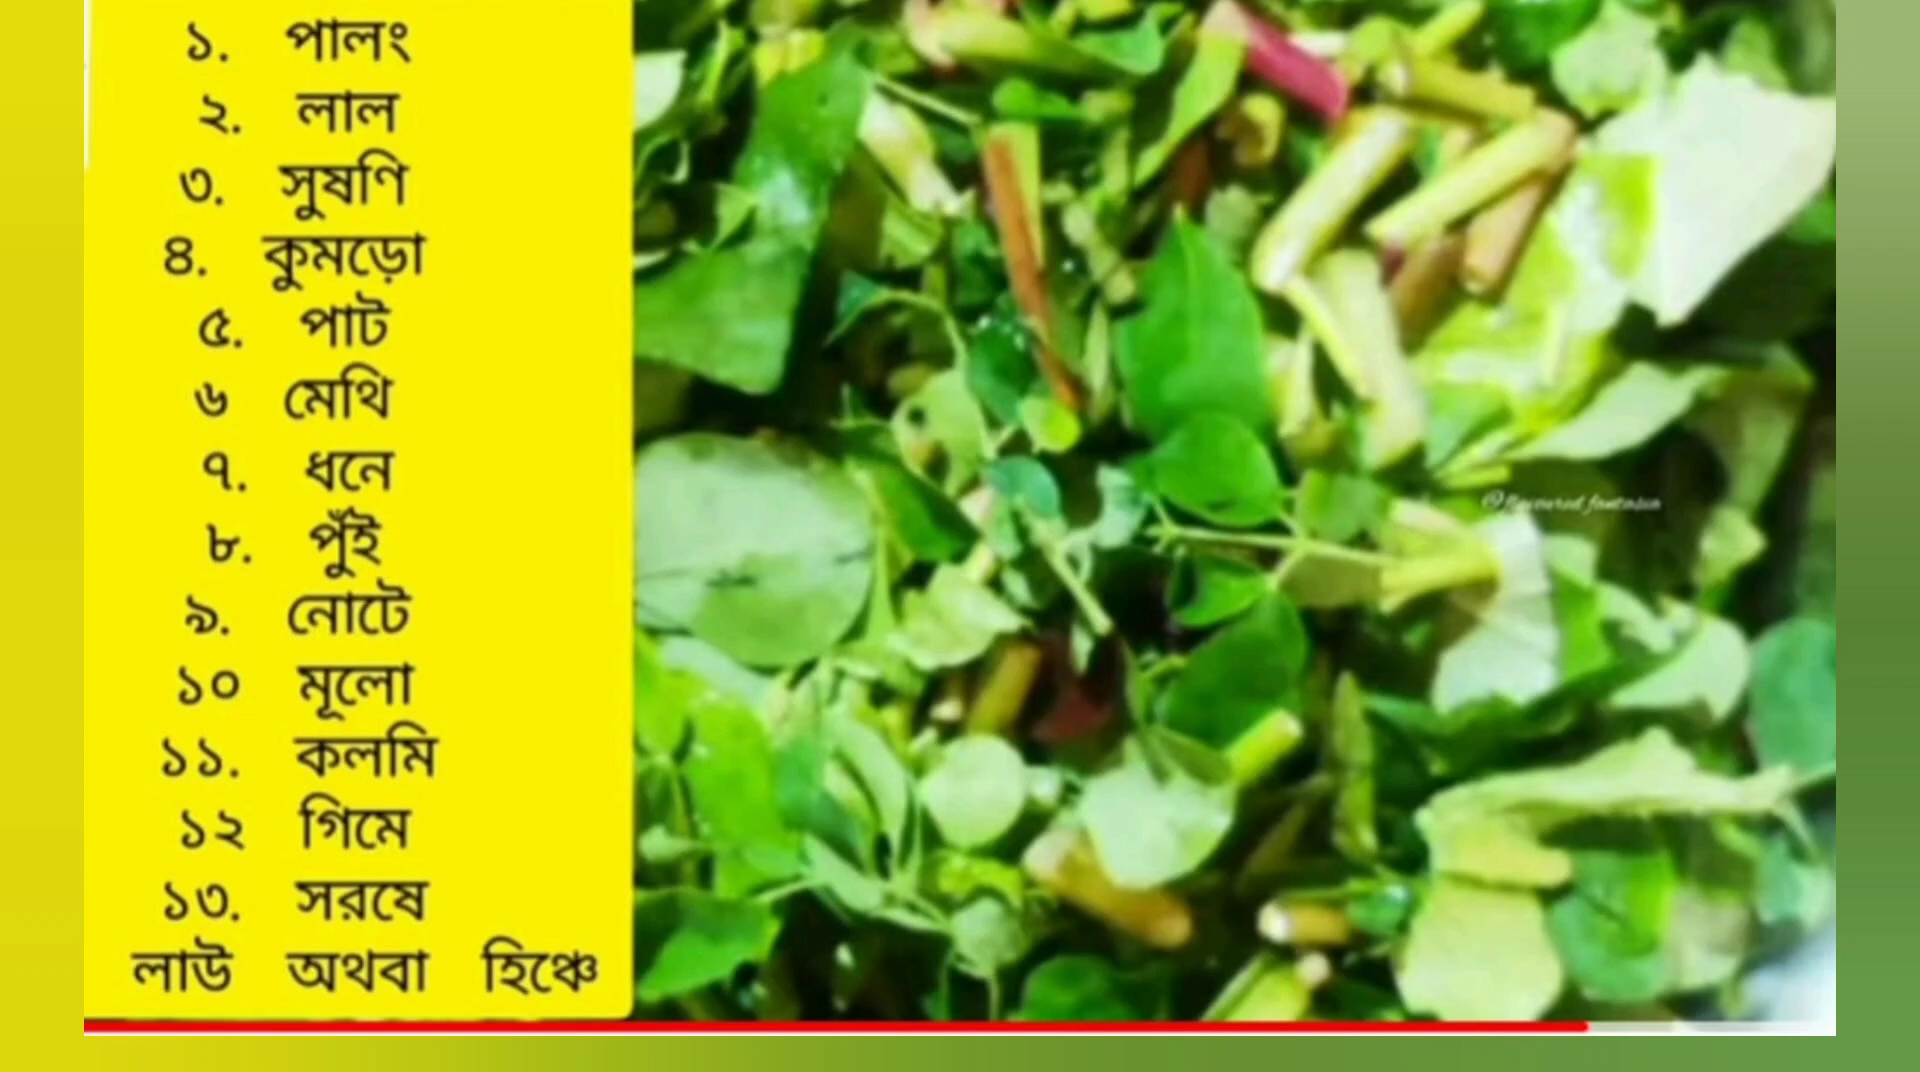 ১. পালং
২. লাল
৩. সুষণি
৪. কুমড়ো
৫. পাট
৬ মেথি
৭. ধনে
৮. পুঁই
৯. নোটে
১০ মূলো
১১. কলমি
১২ গিমে
১৩. সরষে
লাউ অথবা হিঞ্চে